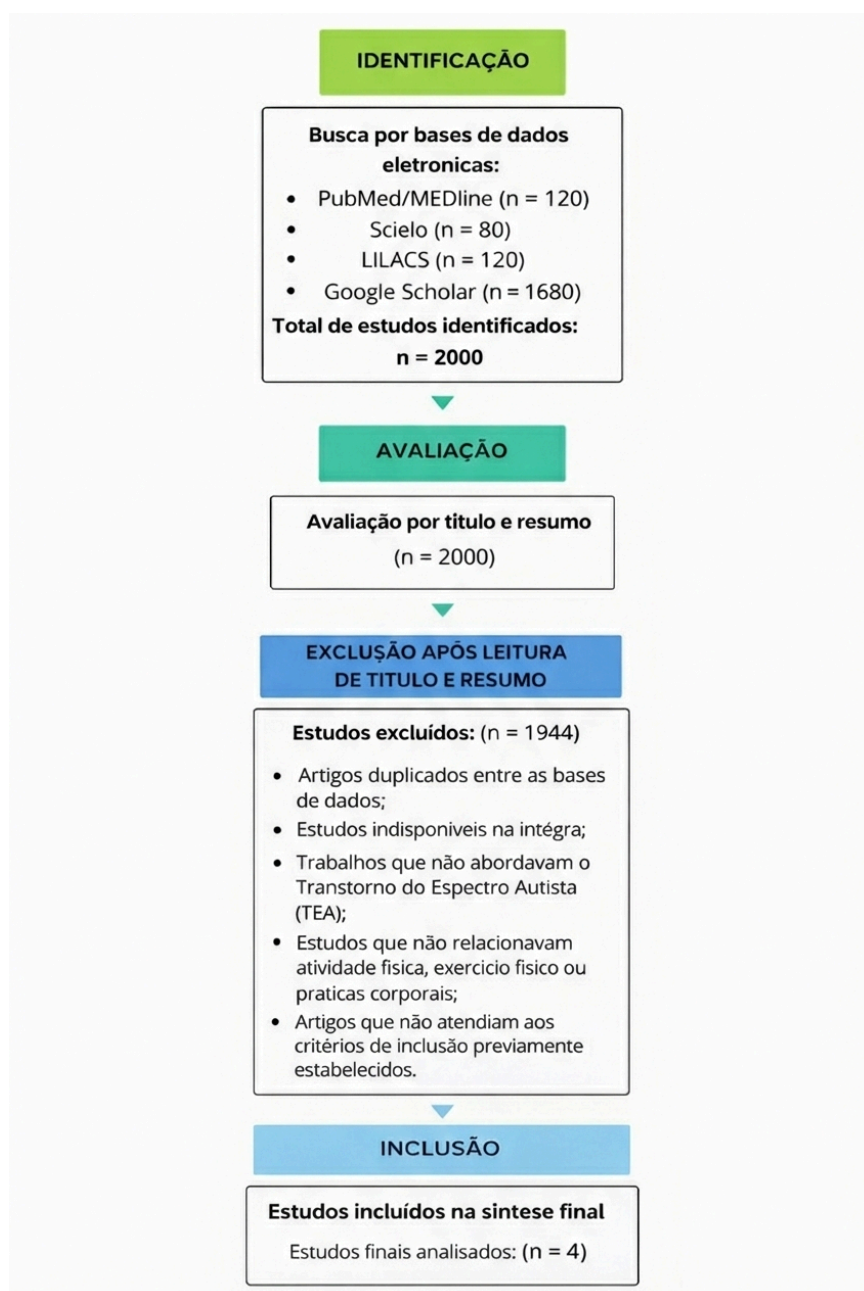 IDENTIFICAÇÃO
Busca por bases de dados
eletronicas:
• PubMed/MEDline (n = 120)
• Scielo (n = 80)
• LILACS (n = 120)
• Google Scholar (n = 1680)
Total de estudos identificados:
n = 2000
AVALIAÇÃO
Avaliação por titulo e resumo
(n = 2000)
EXCLUSÃO APÓS LEITURA
DE TITULO E RESUMO
Estudos excluídos: (n = 1944)
• Artigos duplicados entre as bases
de dados;
• Estudos indisponiveis na intégra;
• Trabalhos que não abordavam o
Transtorno do Espectro Autista
(TEA);
• Estudos que não relacionavam
atividade fisica, exercicio fisico ou
praticas corporais;
• Artigos que não atendiam aos
critérios de inclusão previamente
estabelecidos.
INCLUSÃO
Estudos incluídos na sintese final
Estudos finais analisados: (n = 4)